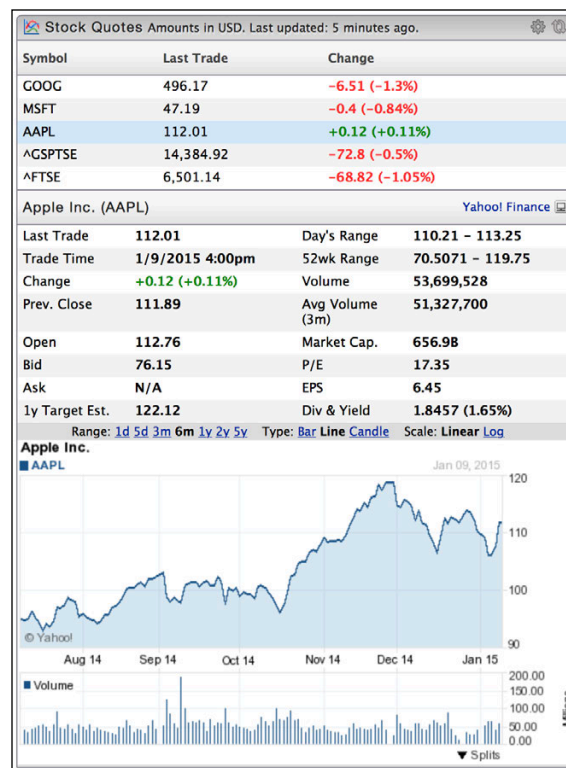 Stock Quotes Amounts in USD. Last updated: 5 minutes ago.
Symbol Last Trade Change
GOOG 496.17 -6.51 (-1.3%)
MSFT 47.19 -0.4 (-0.84%)
AAPL 112.01 +0.12 (+0.11%)
^GSPTSE 14,384.92 -72.8 (-0.5%)
^FTSE 6,501.14 -68.82 (-1.05%)
Apple Inc. (AAPL) Yahoo! Finance
Last Trade 112.01 Day's Range 110.21 - 113.25
Trade Time 1/9/2015 4:00pm 52wk Range 70.5071 - 119.75
Change +0.12 (+0.11%) Volume 53,699,528
Prev. Close 111.89 Avg Volume 51,327,700
(3m)
Open 112.76 Market Cap. 656.9B
Bid 76.15 P/E 17.35
Ask N/A EPS 6.45
1y Target Est. 122.12 Div & Yield 1.8457 (1.65%)
Range: 1d 5d 3m 6m 1y 2y 5y Type: Bar Line Candle Scale: Linear Log
Apple Inc.
AAPL Jan 09, 2015
120
110
100
© Yahoo! 90
Aug 14 Sep 14 Oct 14 Nov 14 Dec 14 Jan 15
Volume 200.00
150.00
100.00
50.00
0.00
Splits